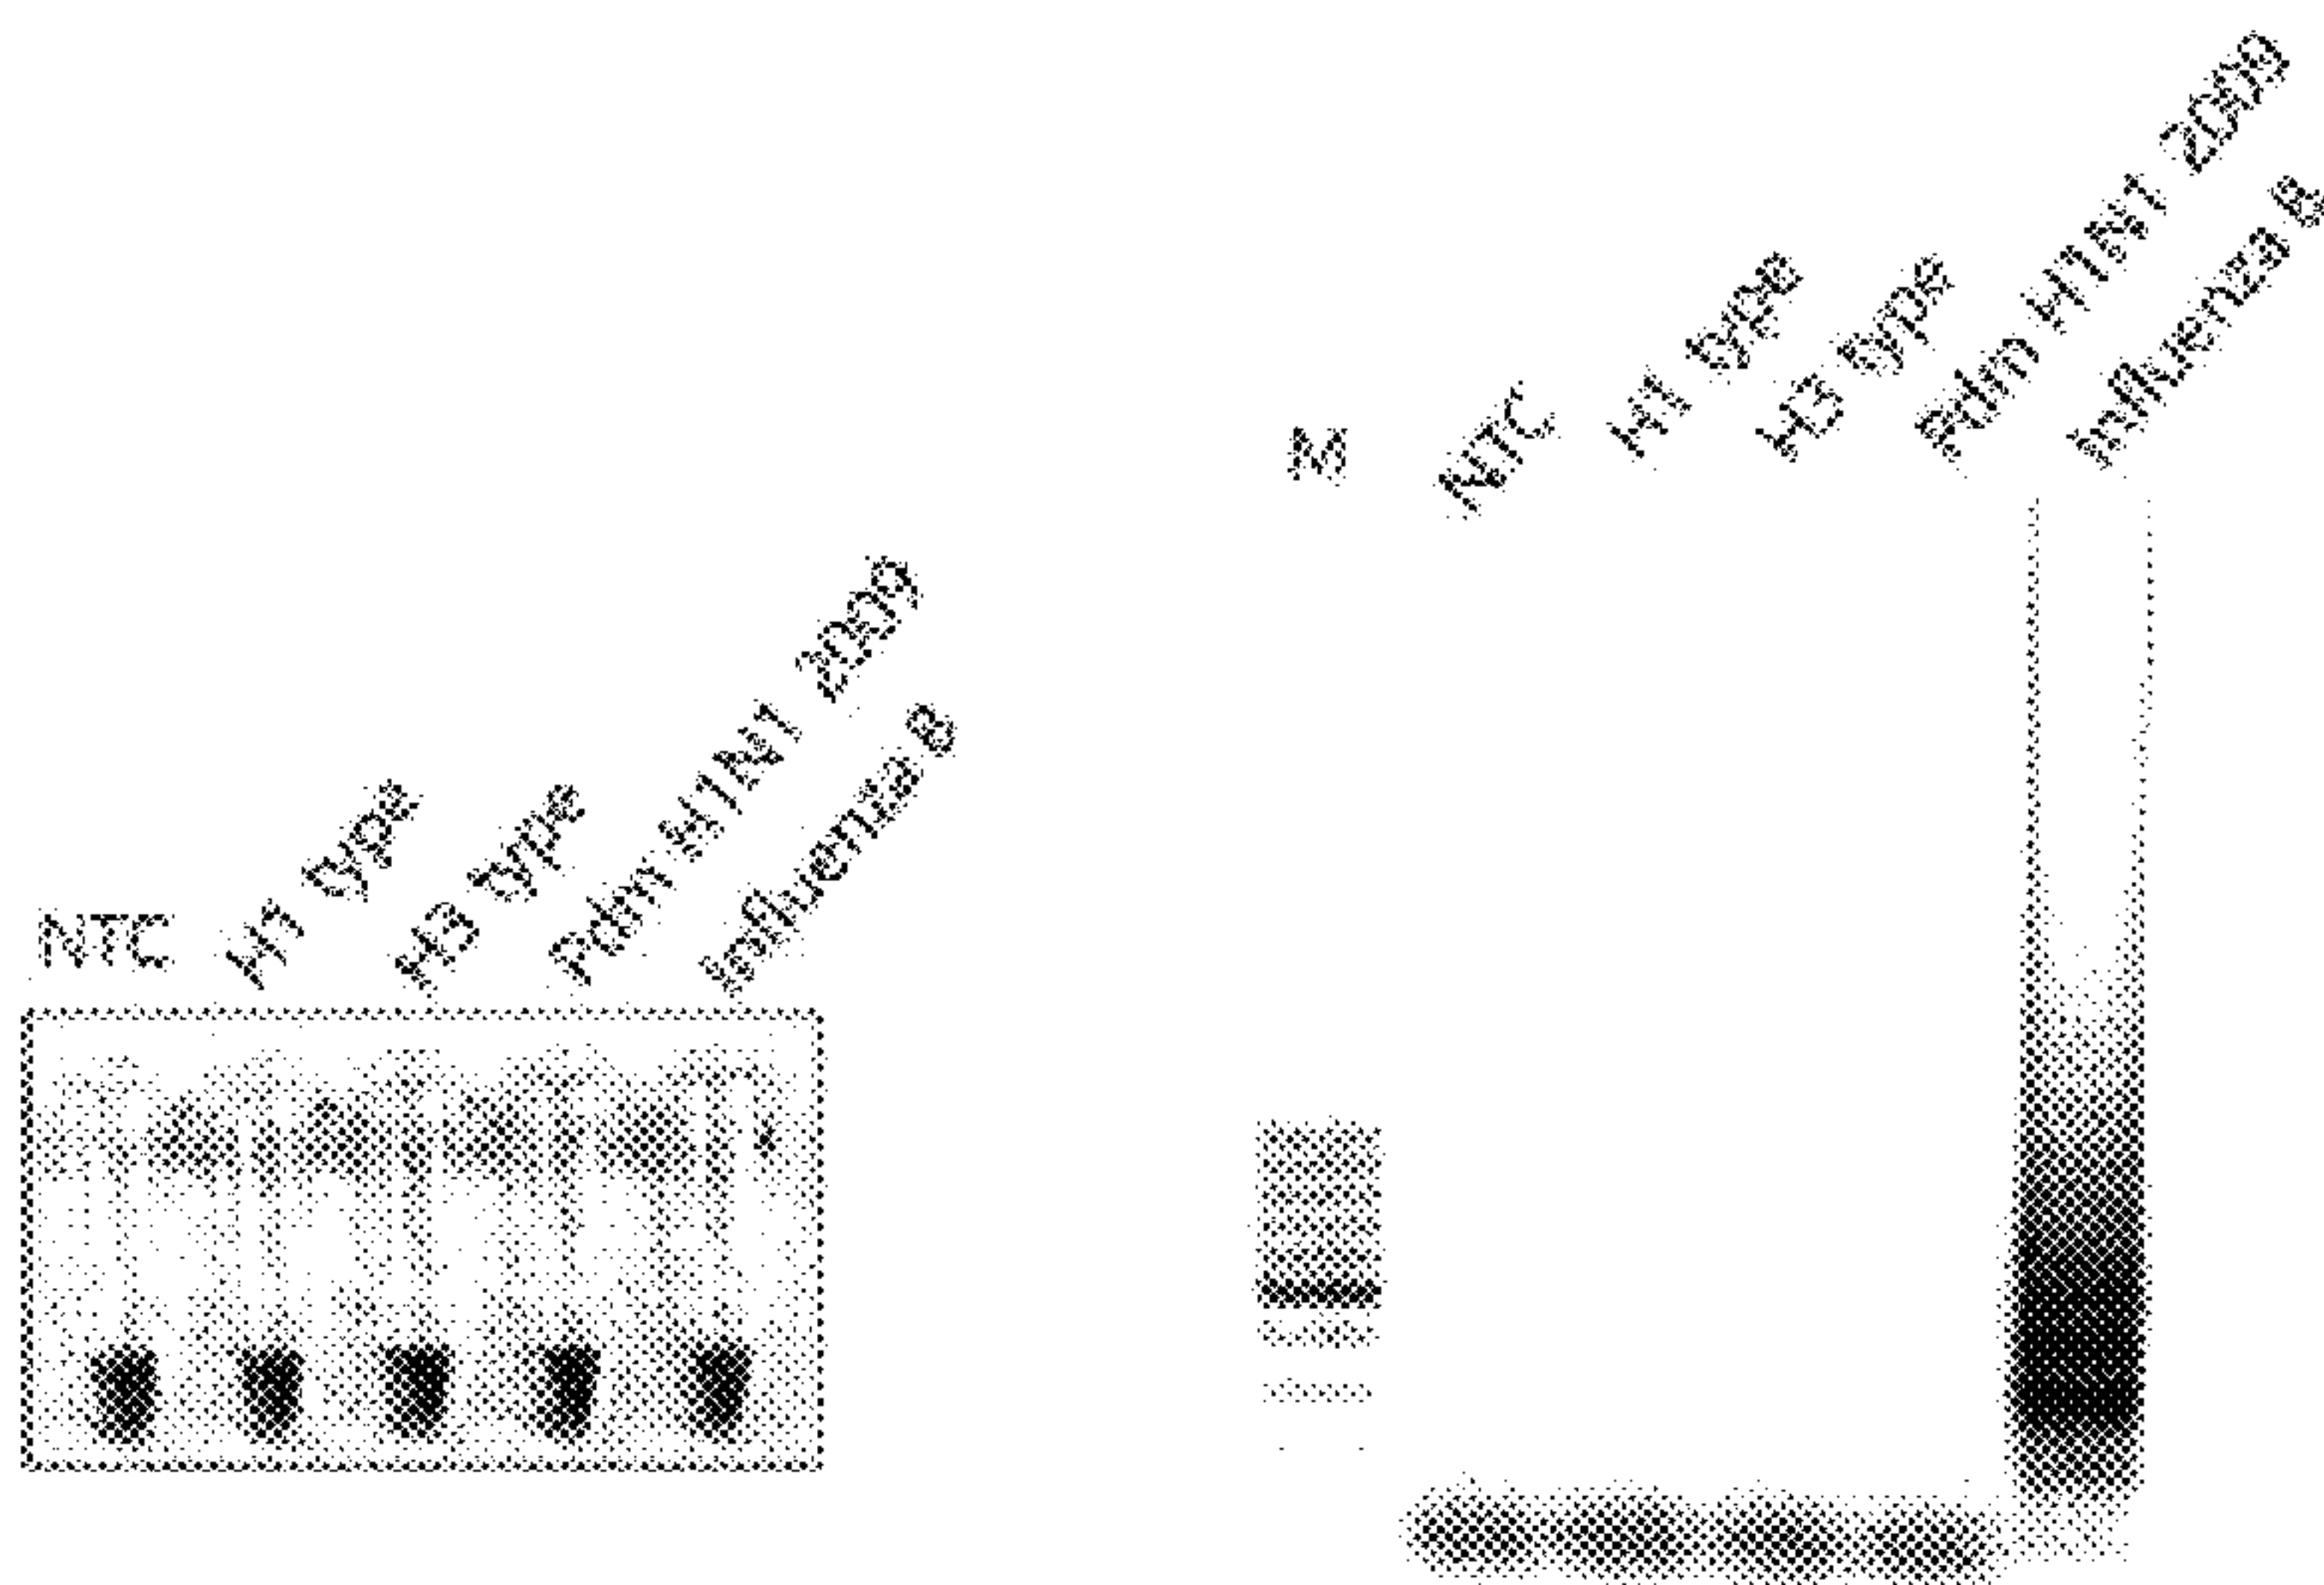 NTC
H1 type
H3 type
Pdm H1N1 2009
Influenza B
M
NTC
H1 type
H3 type
Pdm H1N1 2009
Influenza B